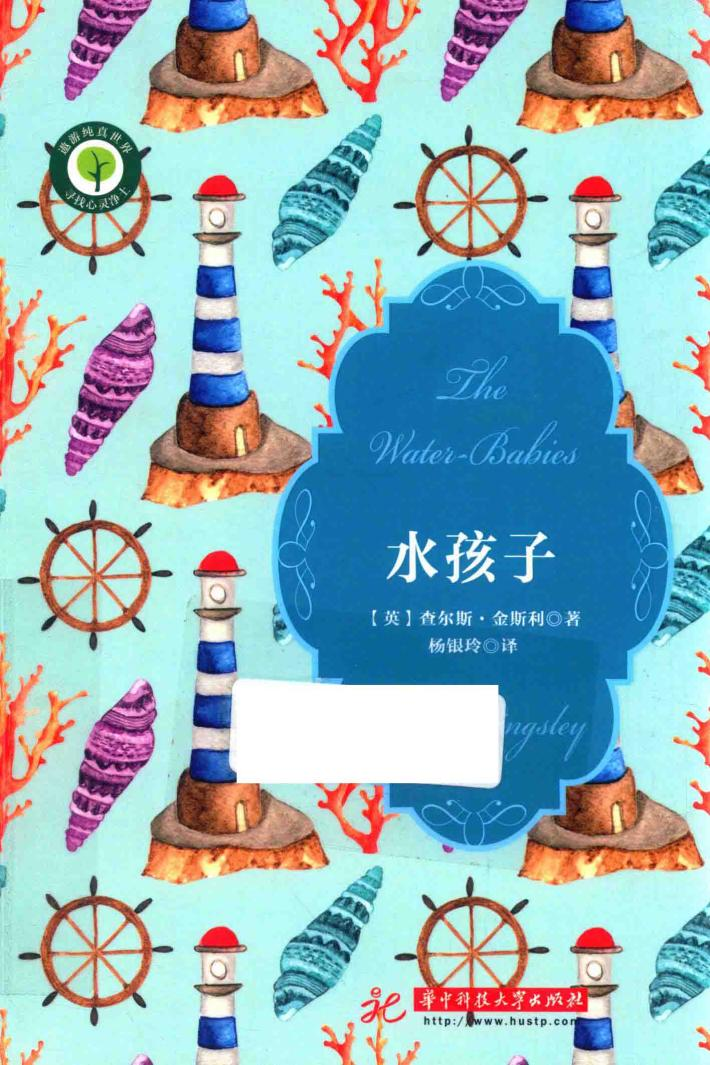 遨游纯真世界
寻找心灵净土
The
Water-Babies
水孩子
【英】查尔斯·金斯利◎著
杨银玲◎译
ngsley
华中科技大学出版社
http://www.hustp.com